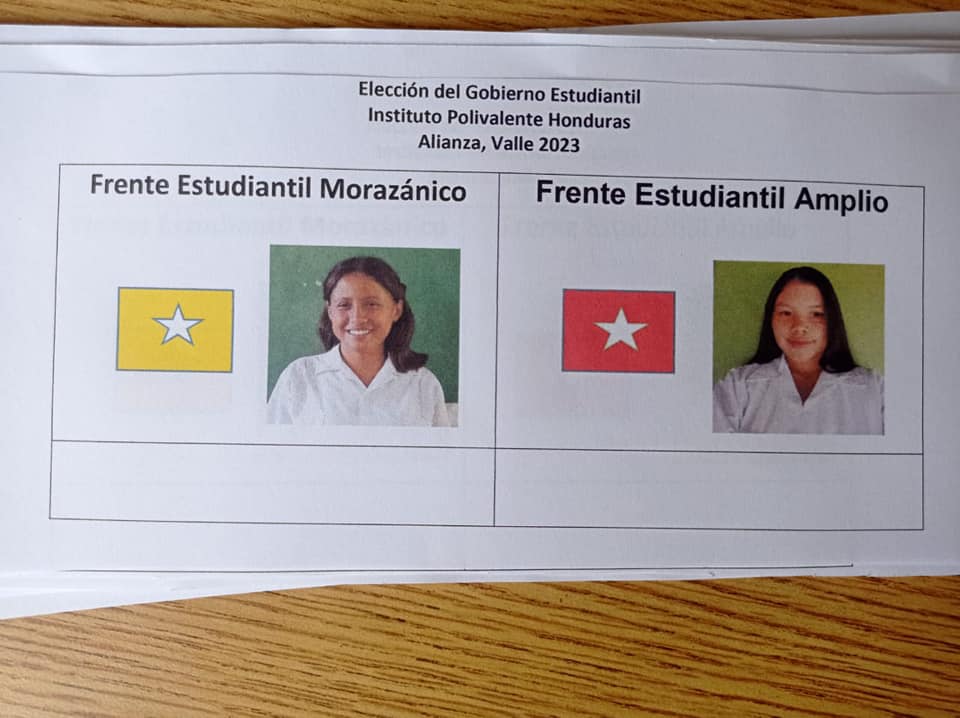 Elección del Gobierno Estudiantil
Instituto Polivalente Honduras
Alianza, Valle 2023
Frente Estudiantil Morazánico
Frente Estudiantil Amplio